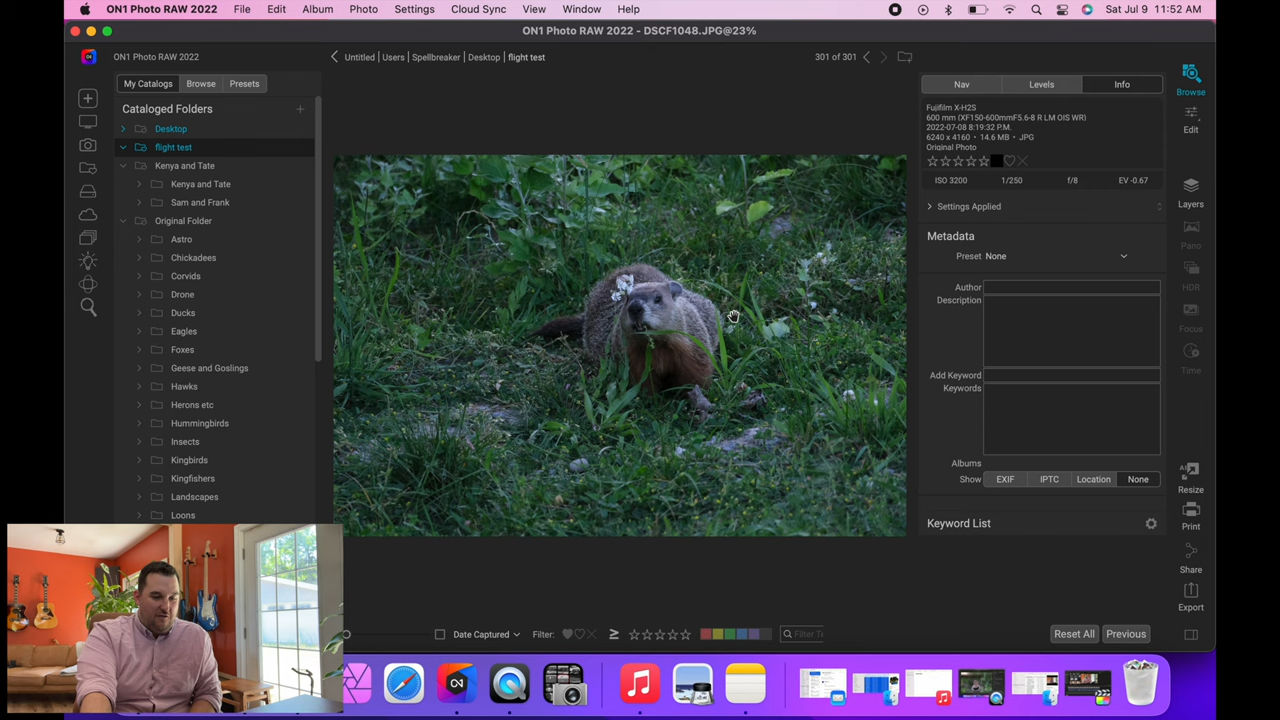 ON1 Photo RAW 2022 File Edit Album Photo Settings Cloud Sync View Window Help Sat Jul 9 11:52 AM
ON1 Photo RAW 2022 - DSCF1048.JPG@23%
ON1 Photo RAW 2022
Untitled | Users | Spellbreaker | Desktop | flight test
301 of 301
My Catalogs Browse Presets
Cataloged Folders
Desktop
flight test
Kenya and Tate
Kenya and Tate
Sam and Frank
Original Folder
Astro
Chickadees
Corvids
Drone
Ducks
Eagles
Foxes
Geese and Goslings
Hawks
Herons etc
Hummingbirds
Insects
Kingbirds
Kingfishers
Landscapes
Loons
Nav Levels Info
Fujifilm X-H2S
600 mm (XF150-600mmF5.6-8 R LM OIS WR)
2022-07-08 8:19:32 P.M.
6240 x 4160 • 14.6 MB • JPG
Original Photo
ISO 3200 1/250 f/8 EV -0.67
Settings Applied
Metadata
Preset None
Author
Description
Add Keyword
Keywords
Albums
Show EXIF IPTC Location None
Keyword List
Browse
Edit
Layers
Pano
HDR
Focus
Time
Resize
Print
Share
Export
Date Captured Filter: Filter Te
Reset All Previous